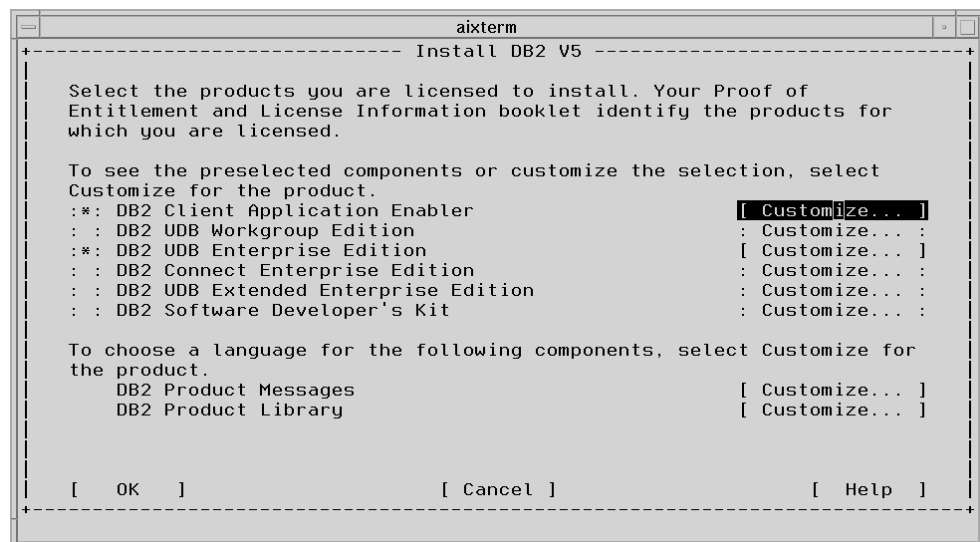 aixterm
+------------------------------- Install DB2 V5 -------------------------------+
Select the products you are licensed to install. Your Proof of
Entitlement and License Information booklet identify the products for
which you are licensed.
To see the preselected components or customize the selection, select
Customize for the product.
:*: DB2 Client Application Enabler [ Customize... ]
: : DB2 UDB Workgroup Edition : Customize... :
:*: DB2 UDB Enterprise Edition [ Customize... ]
: : DB2 Connect Enterprise Edition : Customize... :
: : DB2 UDB Extended Enterprise Edition : Customize... :
: : DB2 Software Developer's Kit : Customize... :
To choose a language for the following components, select Customize for
the product.
DB2 Product Messages [ Customize... ]
DB2 Product Library [ Customize... ]
[ OK ] [ Cancel ] [ Help ]